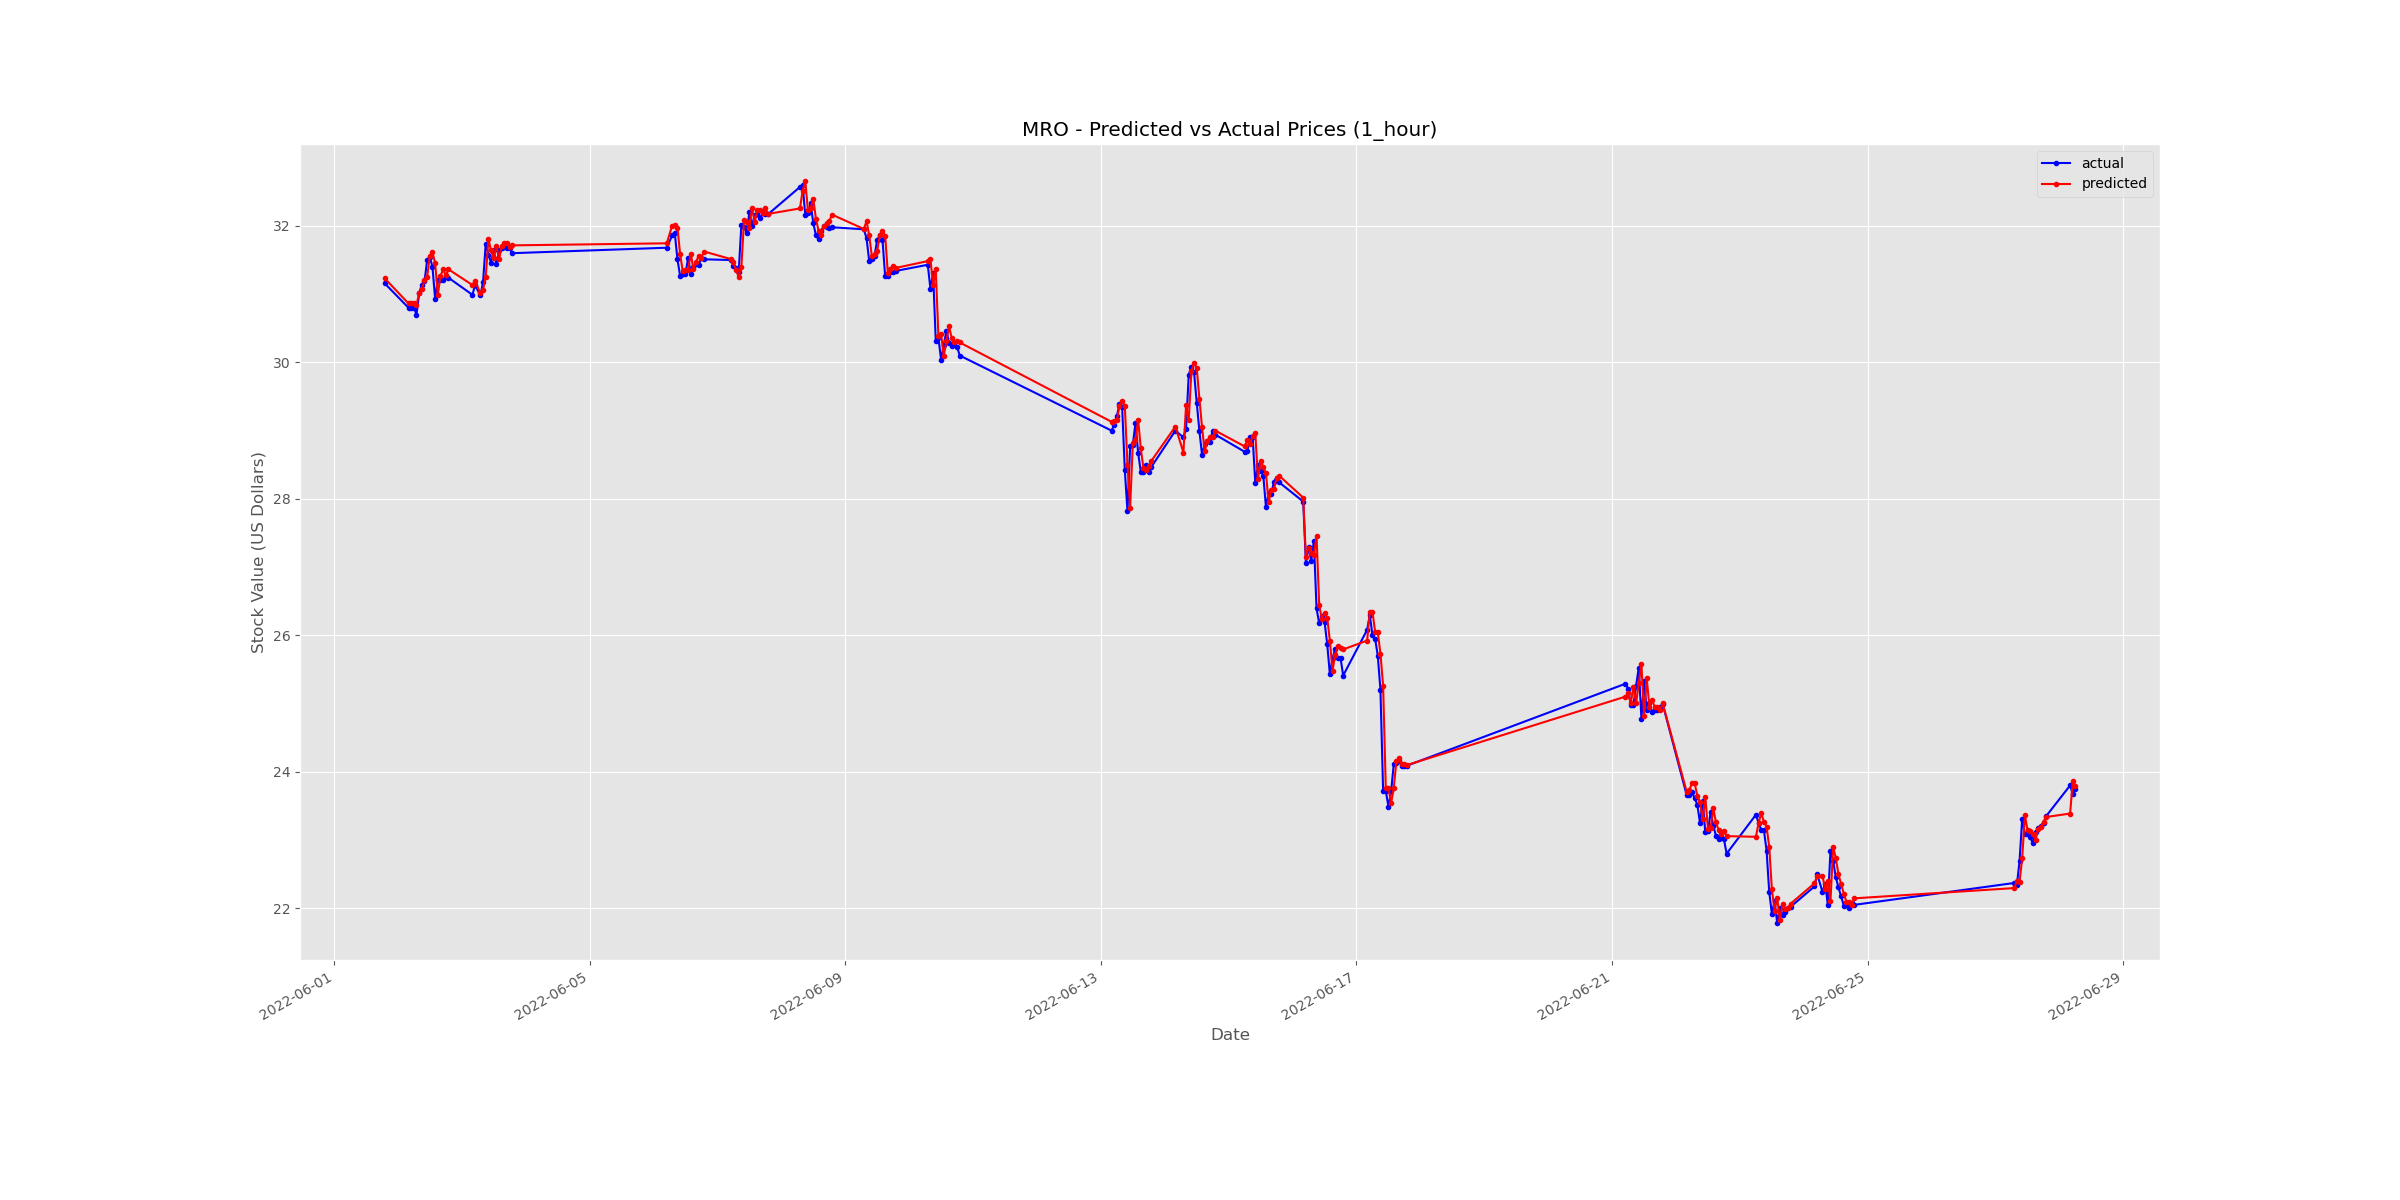 MRO - Predicted vs Actual Prices (1_hour)
actual
predicted
Stock Value (US Dollars)
32
30
28
26
24
22
2022-06-01
2022-06-05
2022-06-09
2022-06-13
2022-06-17
2022-06-21
2022-06-25
2022-06-29
Date